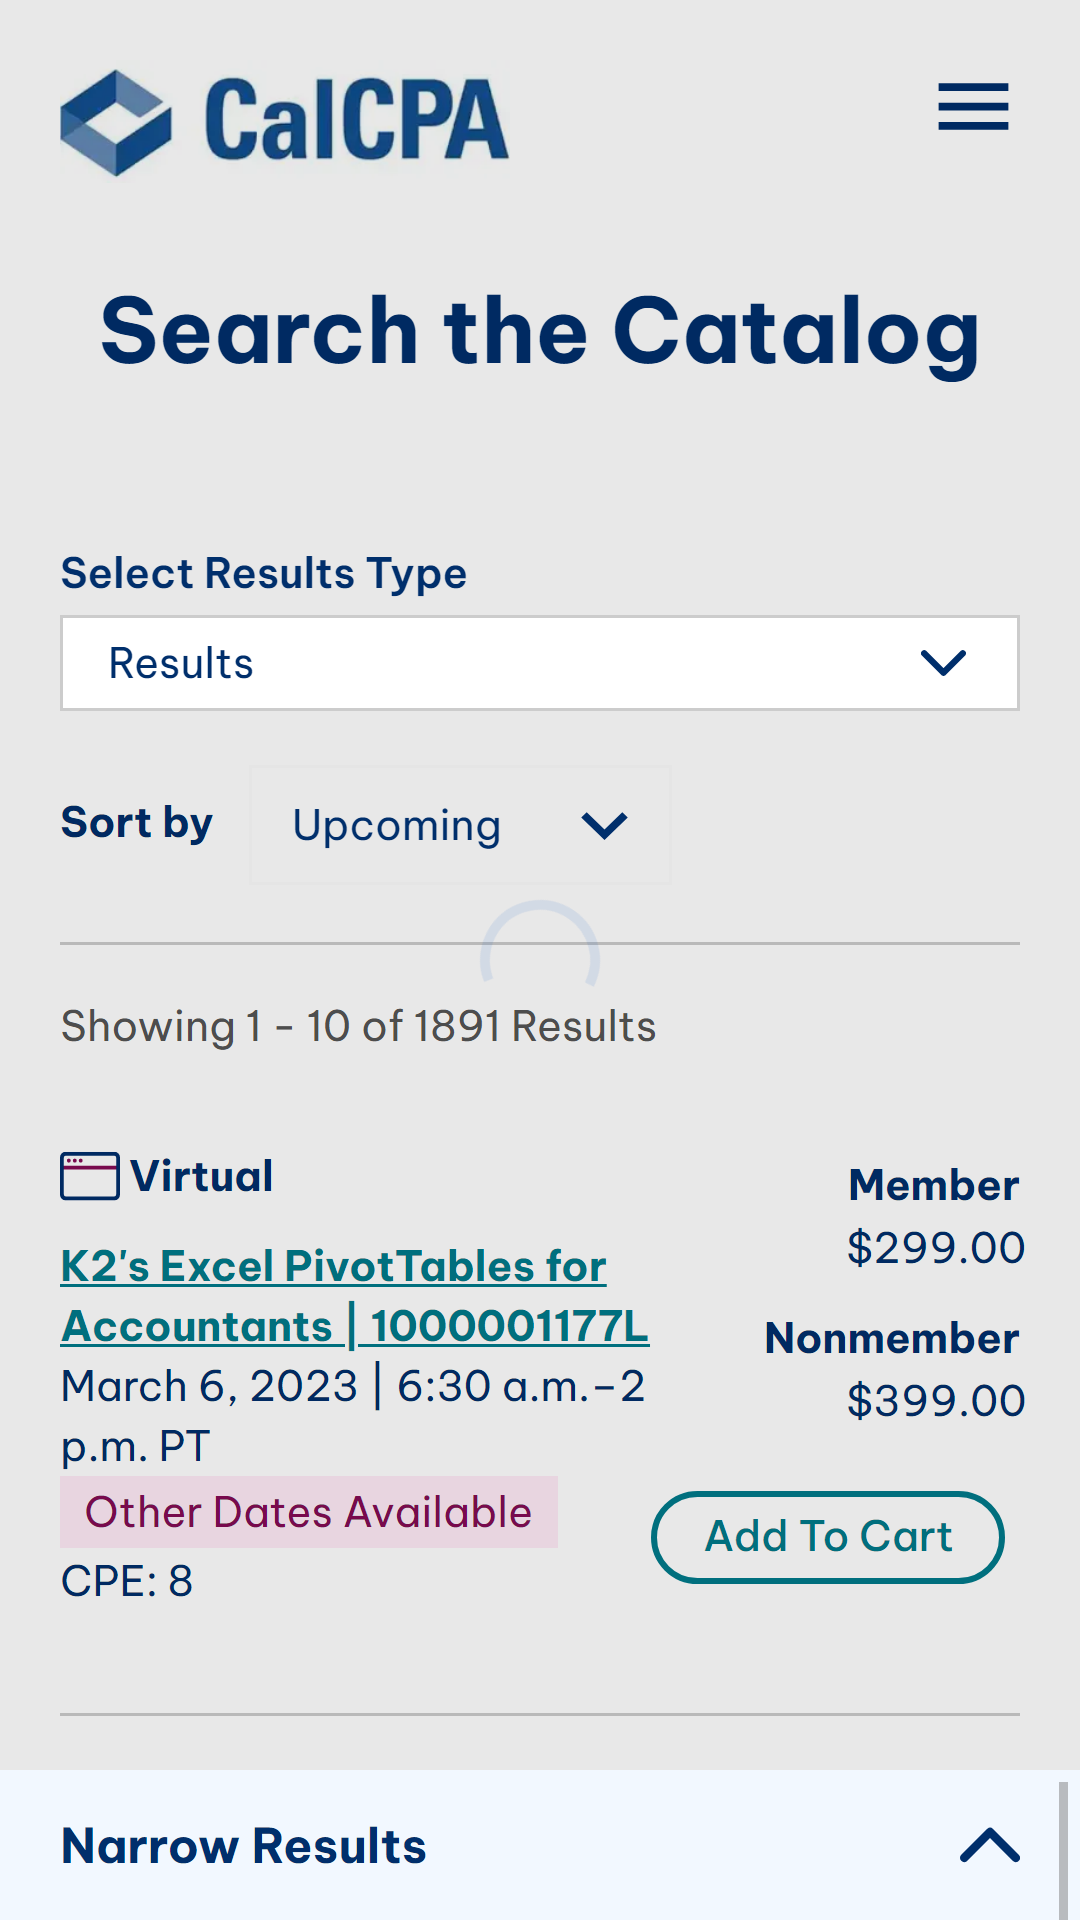 CalCPA
Search the Catalog
Select Results Type
Results
Sort by
Upcoming
Showing 1 - 10 of 1891 Results
Virtual
K2's Excel PivotTables for
Accountants | 1000001177L
March 6, 2023 | 6:30 a.m.–2
p.m. PT
Other Dates Available
CPE: 8
Member
$299.00
Nonmember
$399.00
Add To Cart
Narrow Results